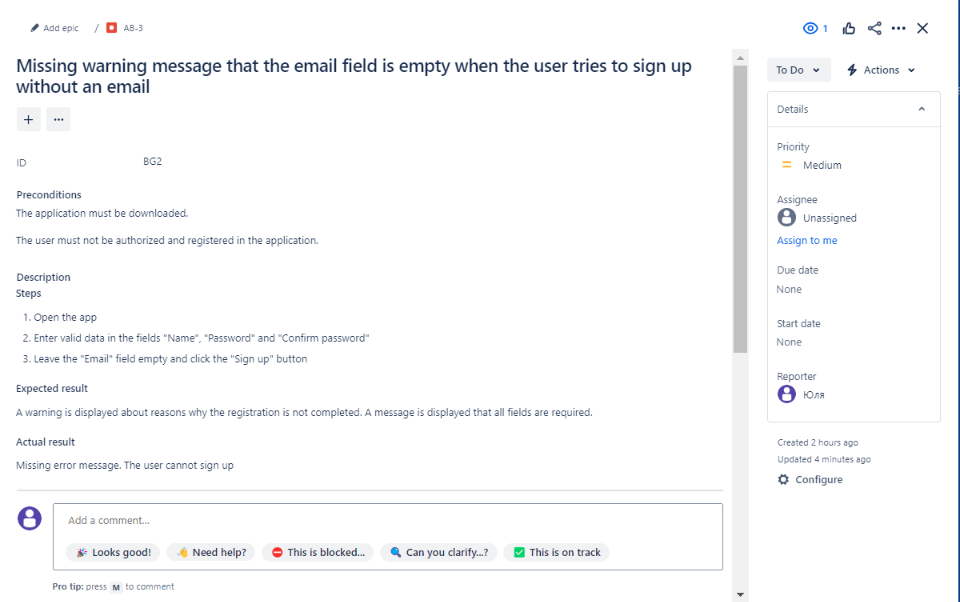 Add epic / AB-3
1
Missing warning message that the email field is empty when the user tries to sign up
without an email
ID BG2
Preconditions
The application must be downloaded.
The user must not be authorized and registered in the application.
Description
Steps
1. Open the app
2. Enter valid data in the fields "Name", "Password" and "Confirm password"
3. Leave the "Email" field empty and click the "Sign up" button
Expected result
A warning is displayed about reasons why the registration is not completed. A message is displayed that all fields are required.
Actual result
Missing error message. The user cannot sign up
Add a comment...
Looks good! Need help? This is blocked... Can you clarify...? This is on track
Pro tip: press M to comment
To Do Actions
Details
Priority
Medium
Assignee
Unassigned
Assign to me
Due date
None
Start date
None
Reporter
Юля
Created 2 hours ago
Updated 4 minutes ago
Configure